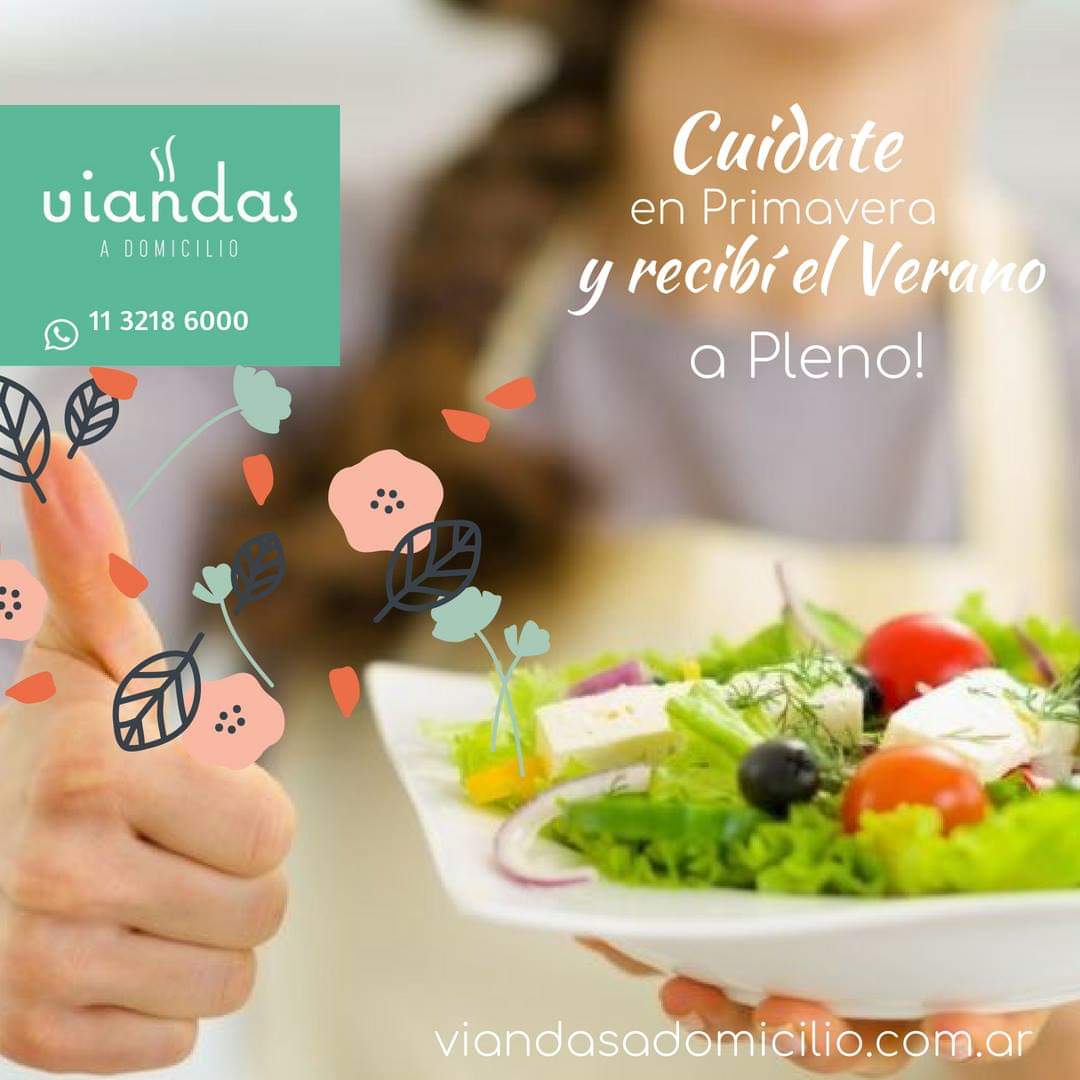 viandas
A DOMICILIO
11 3218 6000
Cuidate
en Primavera
y recibí el Verano
a Pleno!
viandasadomicilio.com.ar